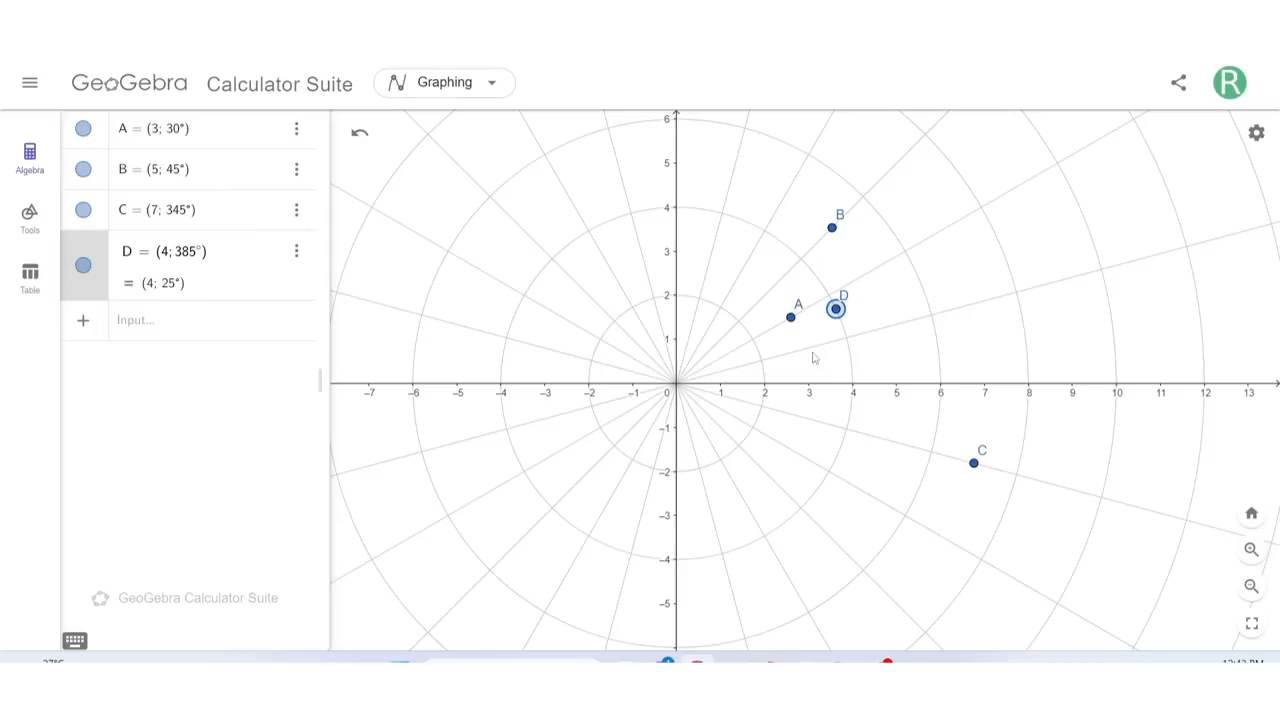 GeoGebra Calculator Suite Graphing R
Algebra
Tools
Table
A = (3; 30°)
B = (5; 45°)
C = (7; 345°)
D = (4; 385°)
= (4; 25°)
+ Input...
GeoGebra Calculator Suite
6
5
4
3
2
1
−1
−2
−3
−4
−5
−7 −6 −5 −4 −3 −2 −1 0 1 2 3 4 5 6 7 8 9 10 11 12 13
B
D
A
C